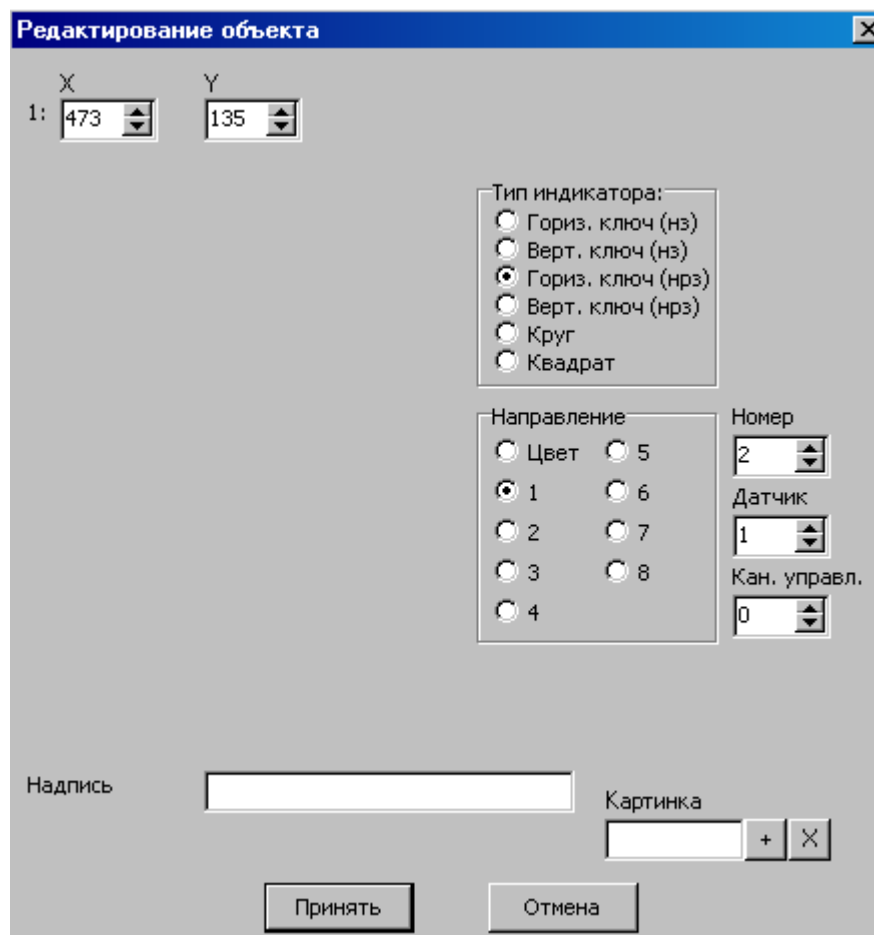 Редактирование объекта
X Y
1: 473 135
Тип индикатора:
Гориз. ключ (нз)
Верт. ключ (нз)
Гориз. ключ (нрз)
Верт. ключ (нрз)
Круг
Квадрат
Направление
Цвет 5
1 6
2 7
3 8
4
Номер
2
Датчик
1
Кан. управл.
0
Надпись
Картинка
+ X
Принять Отмена